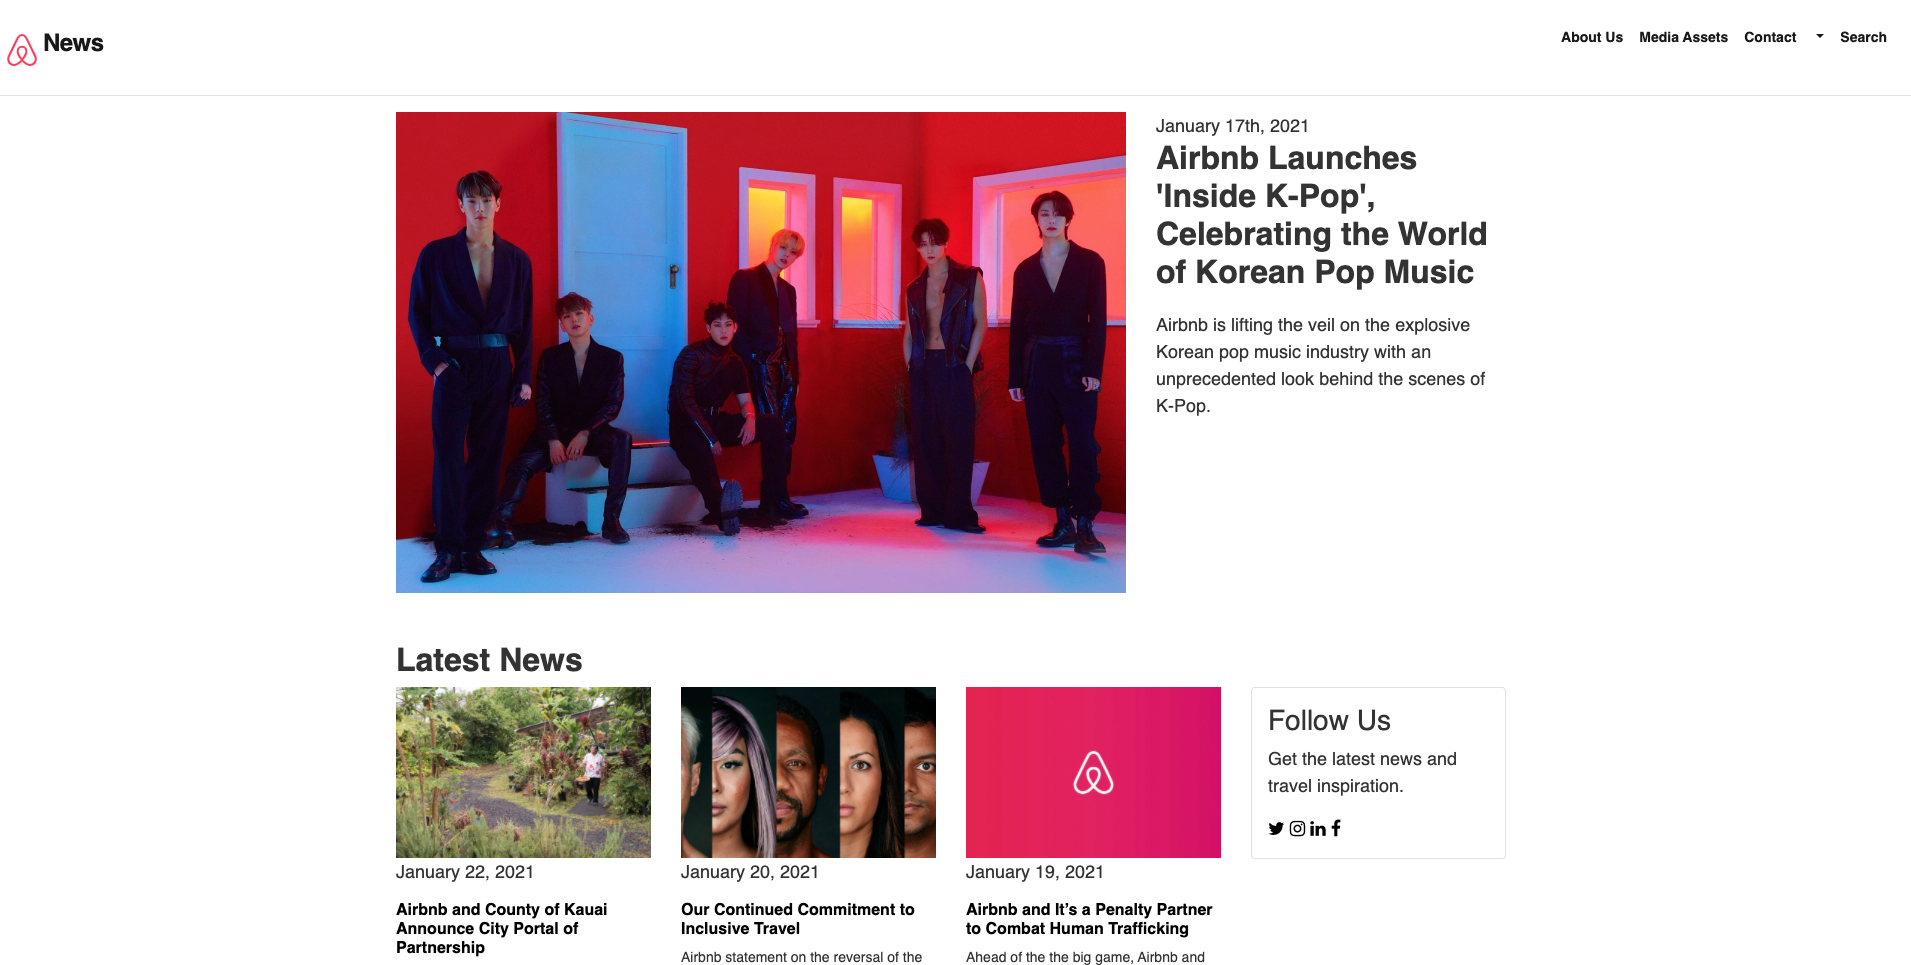 News
About Us
Media Assets
Contact
Search
January 17th, 2021
Airbnb Launches
'Inside K-Pop',
Celebrating the World
of Korean Pop Music
Airbnb is lifting the veil on the explosive
Korean pop music industry with an
unprecedented look behind the scenes of
K-Pop.
Latest News
January 22, 2021
Airbnb and County of Kauai
Announce City Portal of
Partnership
January 20, 2021
Our Continued Commitment to
Inclusive Travel
Airbnb statement on the reversal of the
January 19, 2021
Airbnb and It’s a Penalty Partner
to Combat Human Trafficking
Ahead of the the big game, Airbnb and
Follow Us
Get the latest news and
travel inspiration.